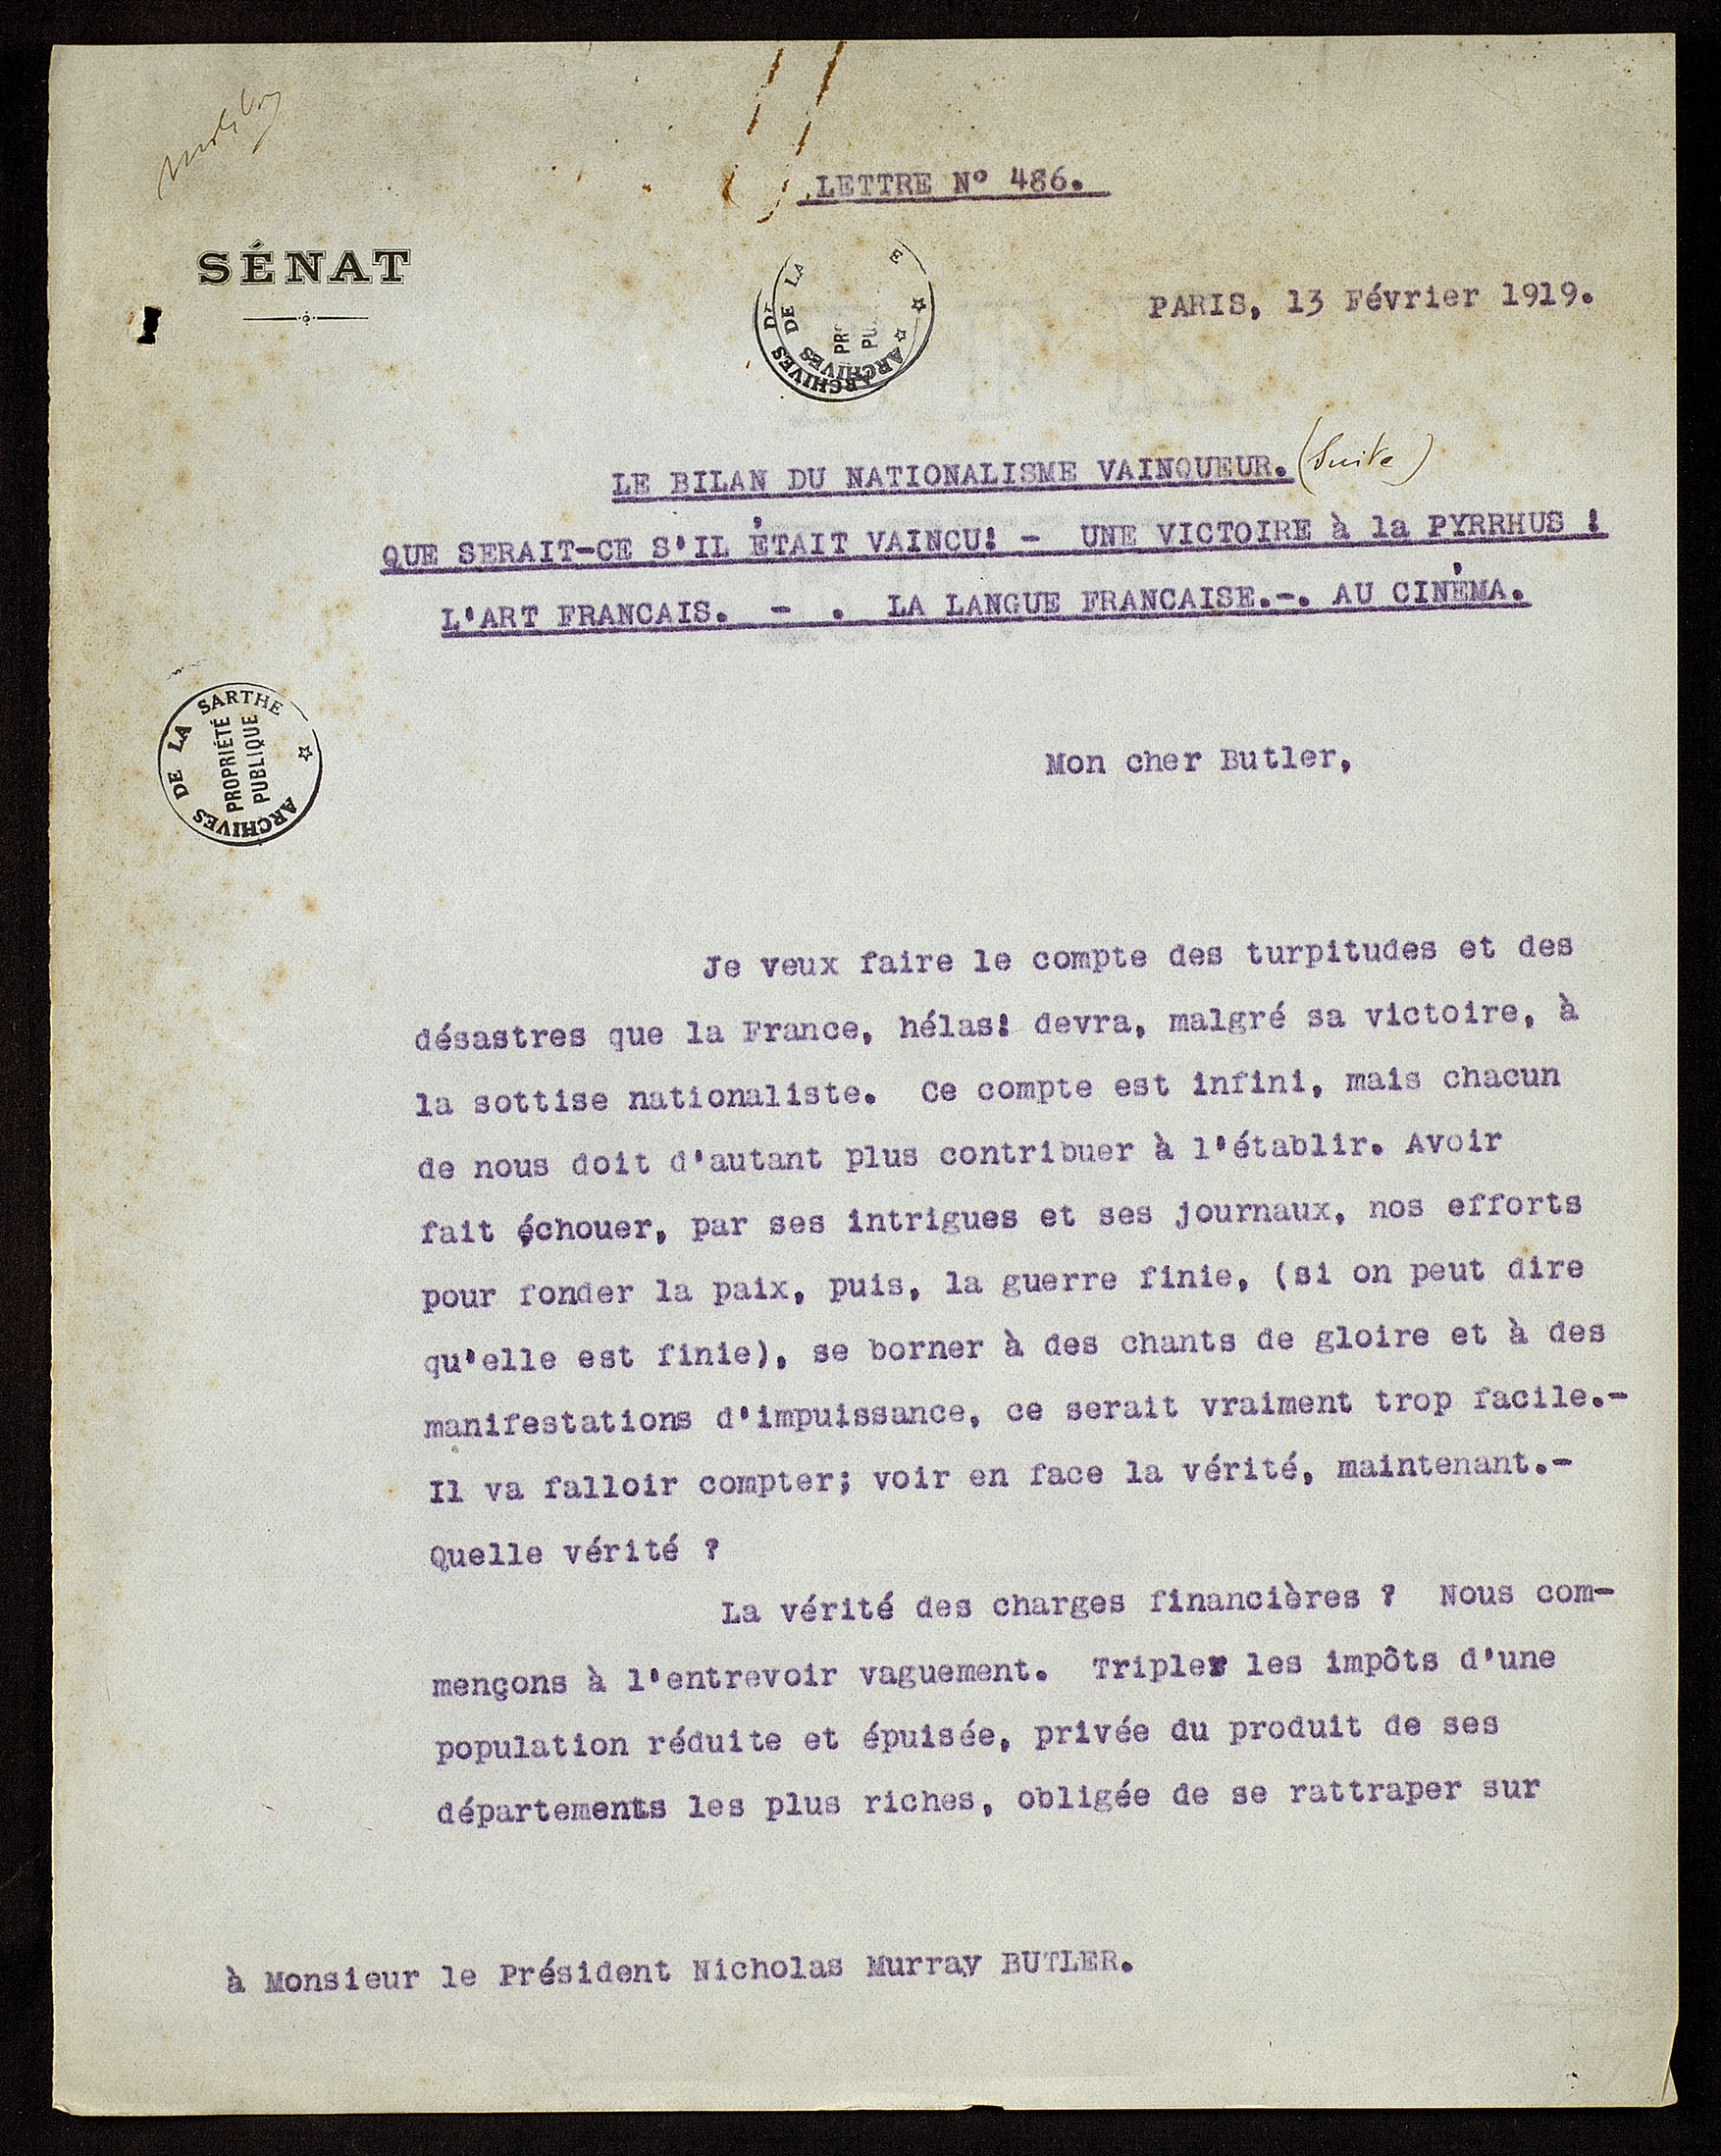 LETTRE N° 486.
SÉNAT
ARCHIVES DE LA
PARIS, 13 Février 1919.
LE BILAN DU NATIONALISME VAINQUEUR. (Suite)
QUE SERAIT-CE S'IL ÉTAIT VAINCU! - UNE VICTOIRE à la PYRRHUS !
L'ART FRANCAIS. - . LA LANGUE FRANCAISE.-. AU CINÉMA.
ARCHIVES DE LA SARTHE
PROPRIÉTÉ
PUBLIQUE
Mon cher Butler,
Je veux faire le compte des turpitudes et des
désastres que la France, hélas! devra, malgré sa victoire, à
la sottise nationaliste. Ce compte est infini, mais chacun
de nous doit d'autant plus contribuer à l'établir. Avoir
fait échouer, par ses intrigues et ses journaux, nos efforts
pour fonder la paix, puis, la guerre finie, (si on peut dire
qu'elle est finie), se borner à des chants de gloire et à des
manifestations d'impuissance, ce serait vraiment trop facile.-
Il va falloir compter; voir en face la vérité, maintenant.-
Quelle vérité ?
La vérité des charges financières ? Nous com-
mençons à l'entrevoir vaguement. Tripler les impôts d'une
population réduite et épuisée, privée du produit de ses
départements les plus riches, obligée de se rattraper sur
à Monsieur le Président Nicholas Murray BUTLER.